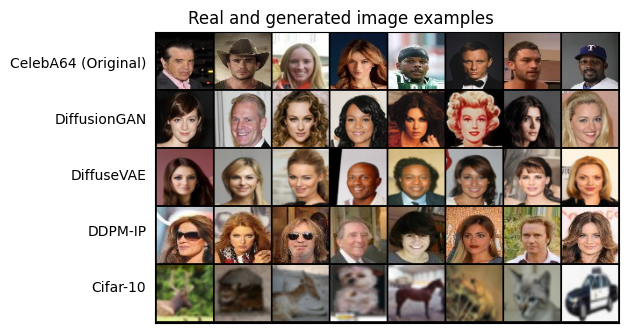 Real and generated image examples
CelebA64 (Original)
DiffusionGAN
DiffuseVAE
DDPM-IP
Cifar-10